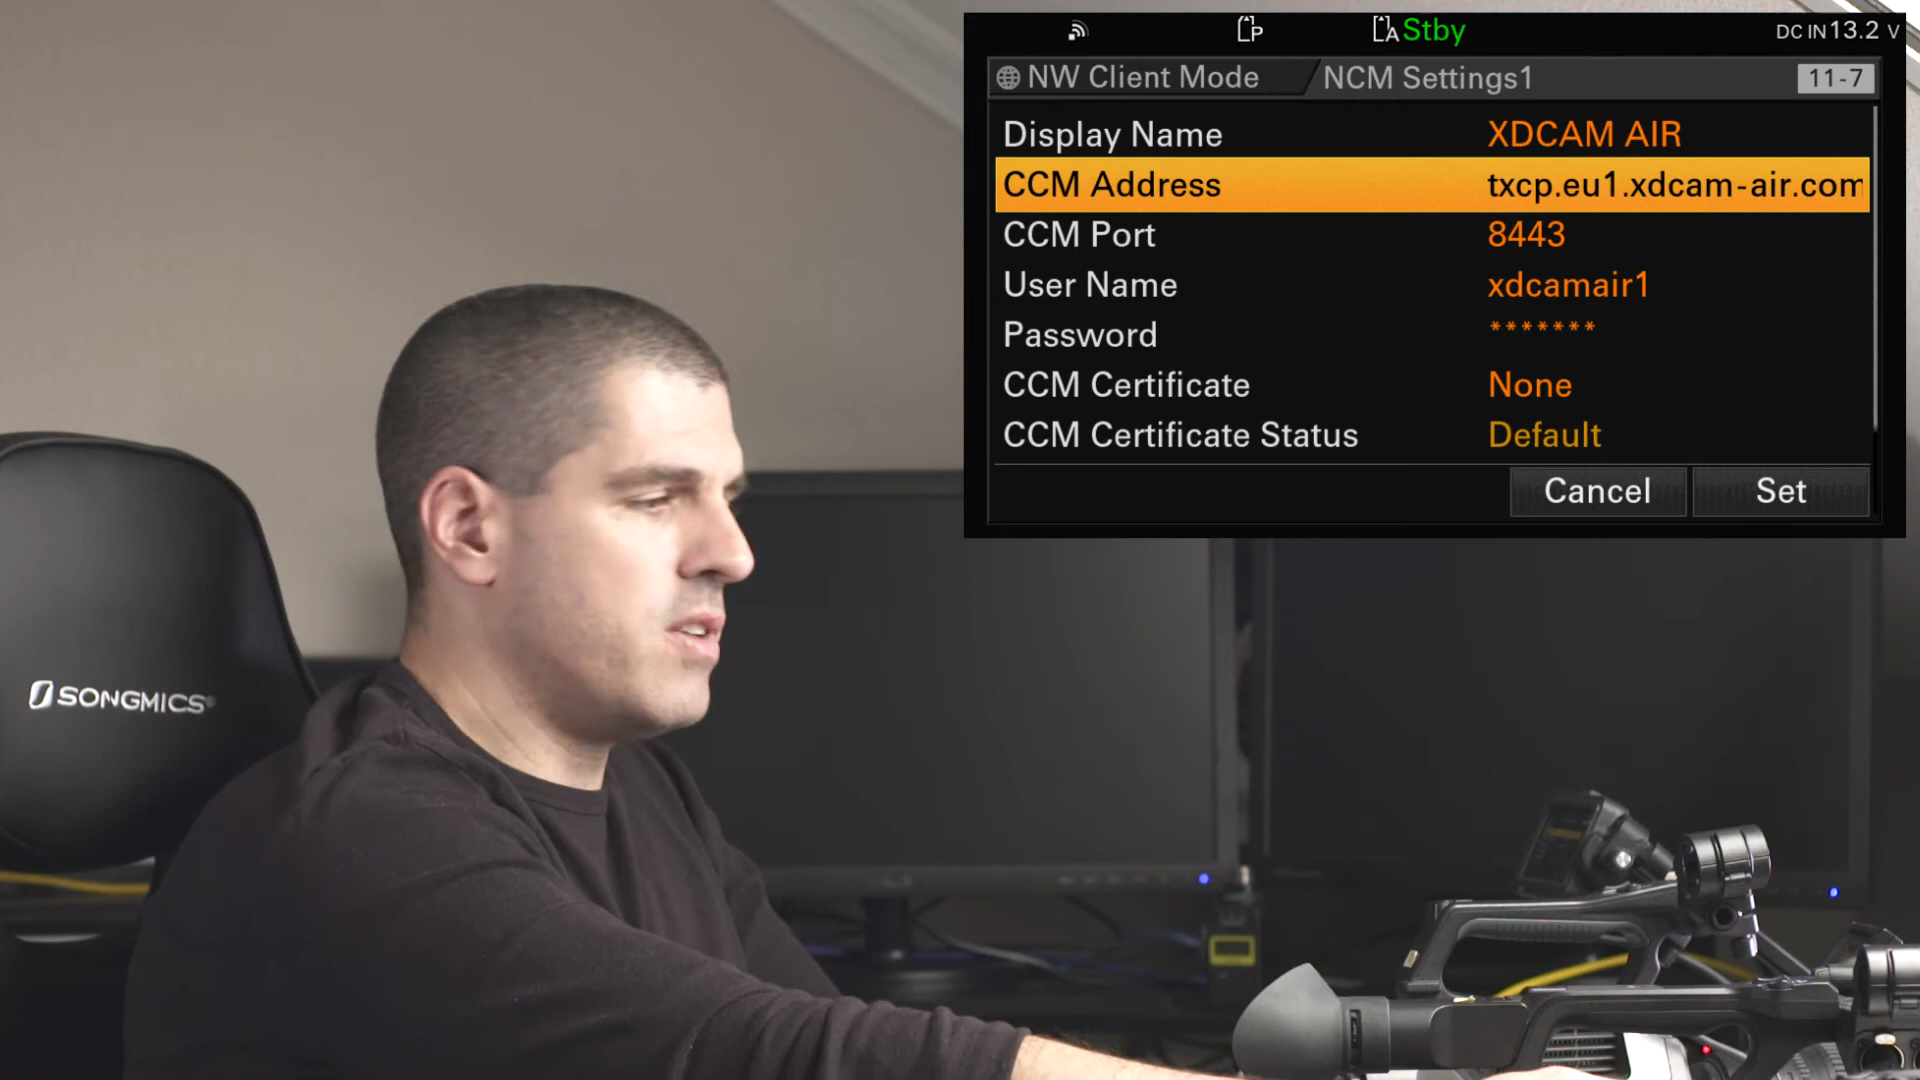 P
A Stby
DC IN 13.2 V
NW Client Mode
NCM Settings1
11-7
Display Name XDCAM AIR
CCM Address txcp.eu1.xdcam-air.com
CCM Port 8443
User Name xdcamair1
Password *******
CCM Certificate None
CCM Certificate Status Default
Cancel Set
SONGMICS®